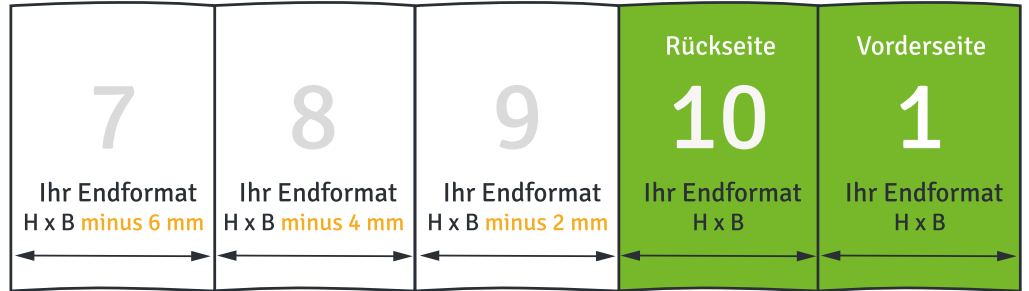 7
Ihr Endformat
H x B minus 6 mm
8
Ihr Endformat
H x B minus 4 mm
9
Ihr Endformat
H x B minus 2 mm
Rückseite
10
Ihr Endformat
H x B
Vorderseite
1
Ihr Endformat
H x B